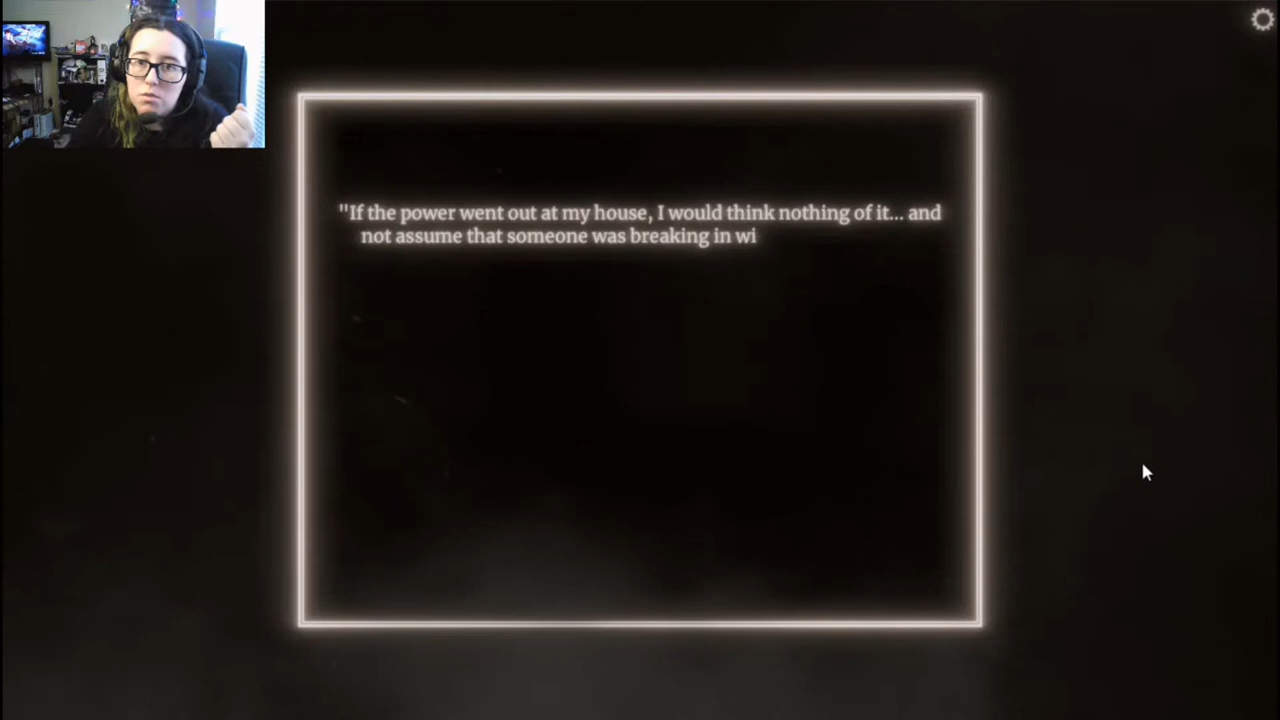 "If the power went out at my house, I would think nothing of it... and
not assume that someone was breaking in wi